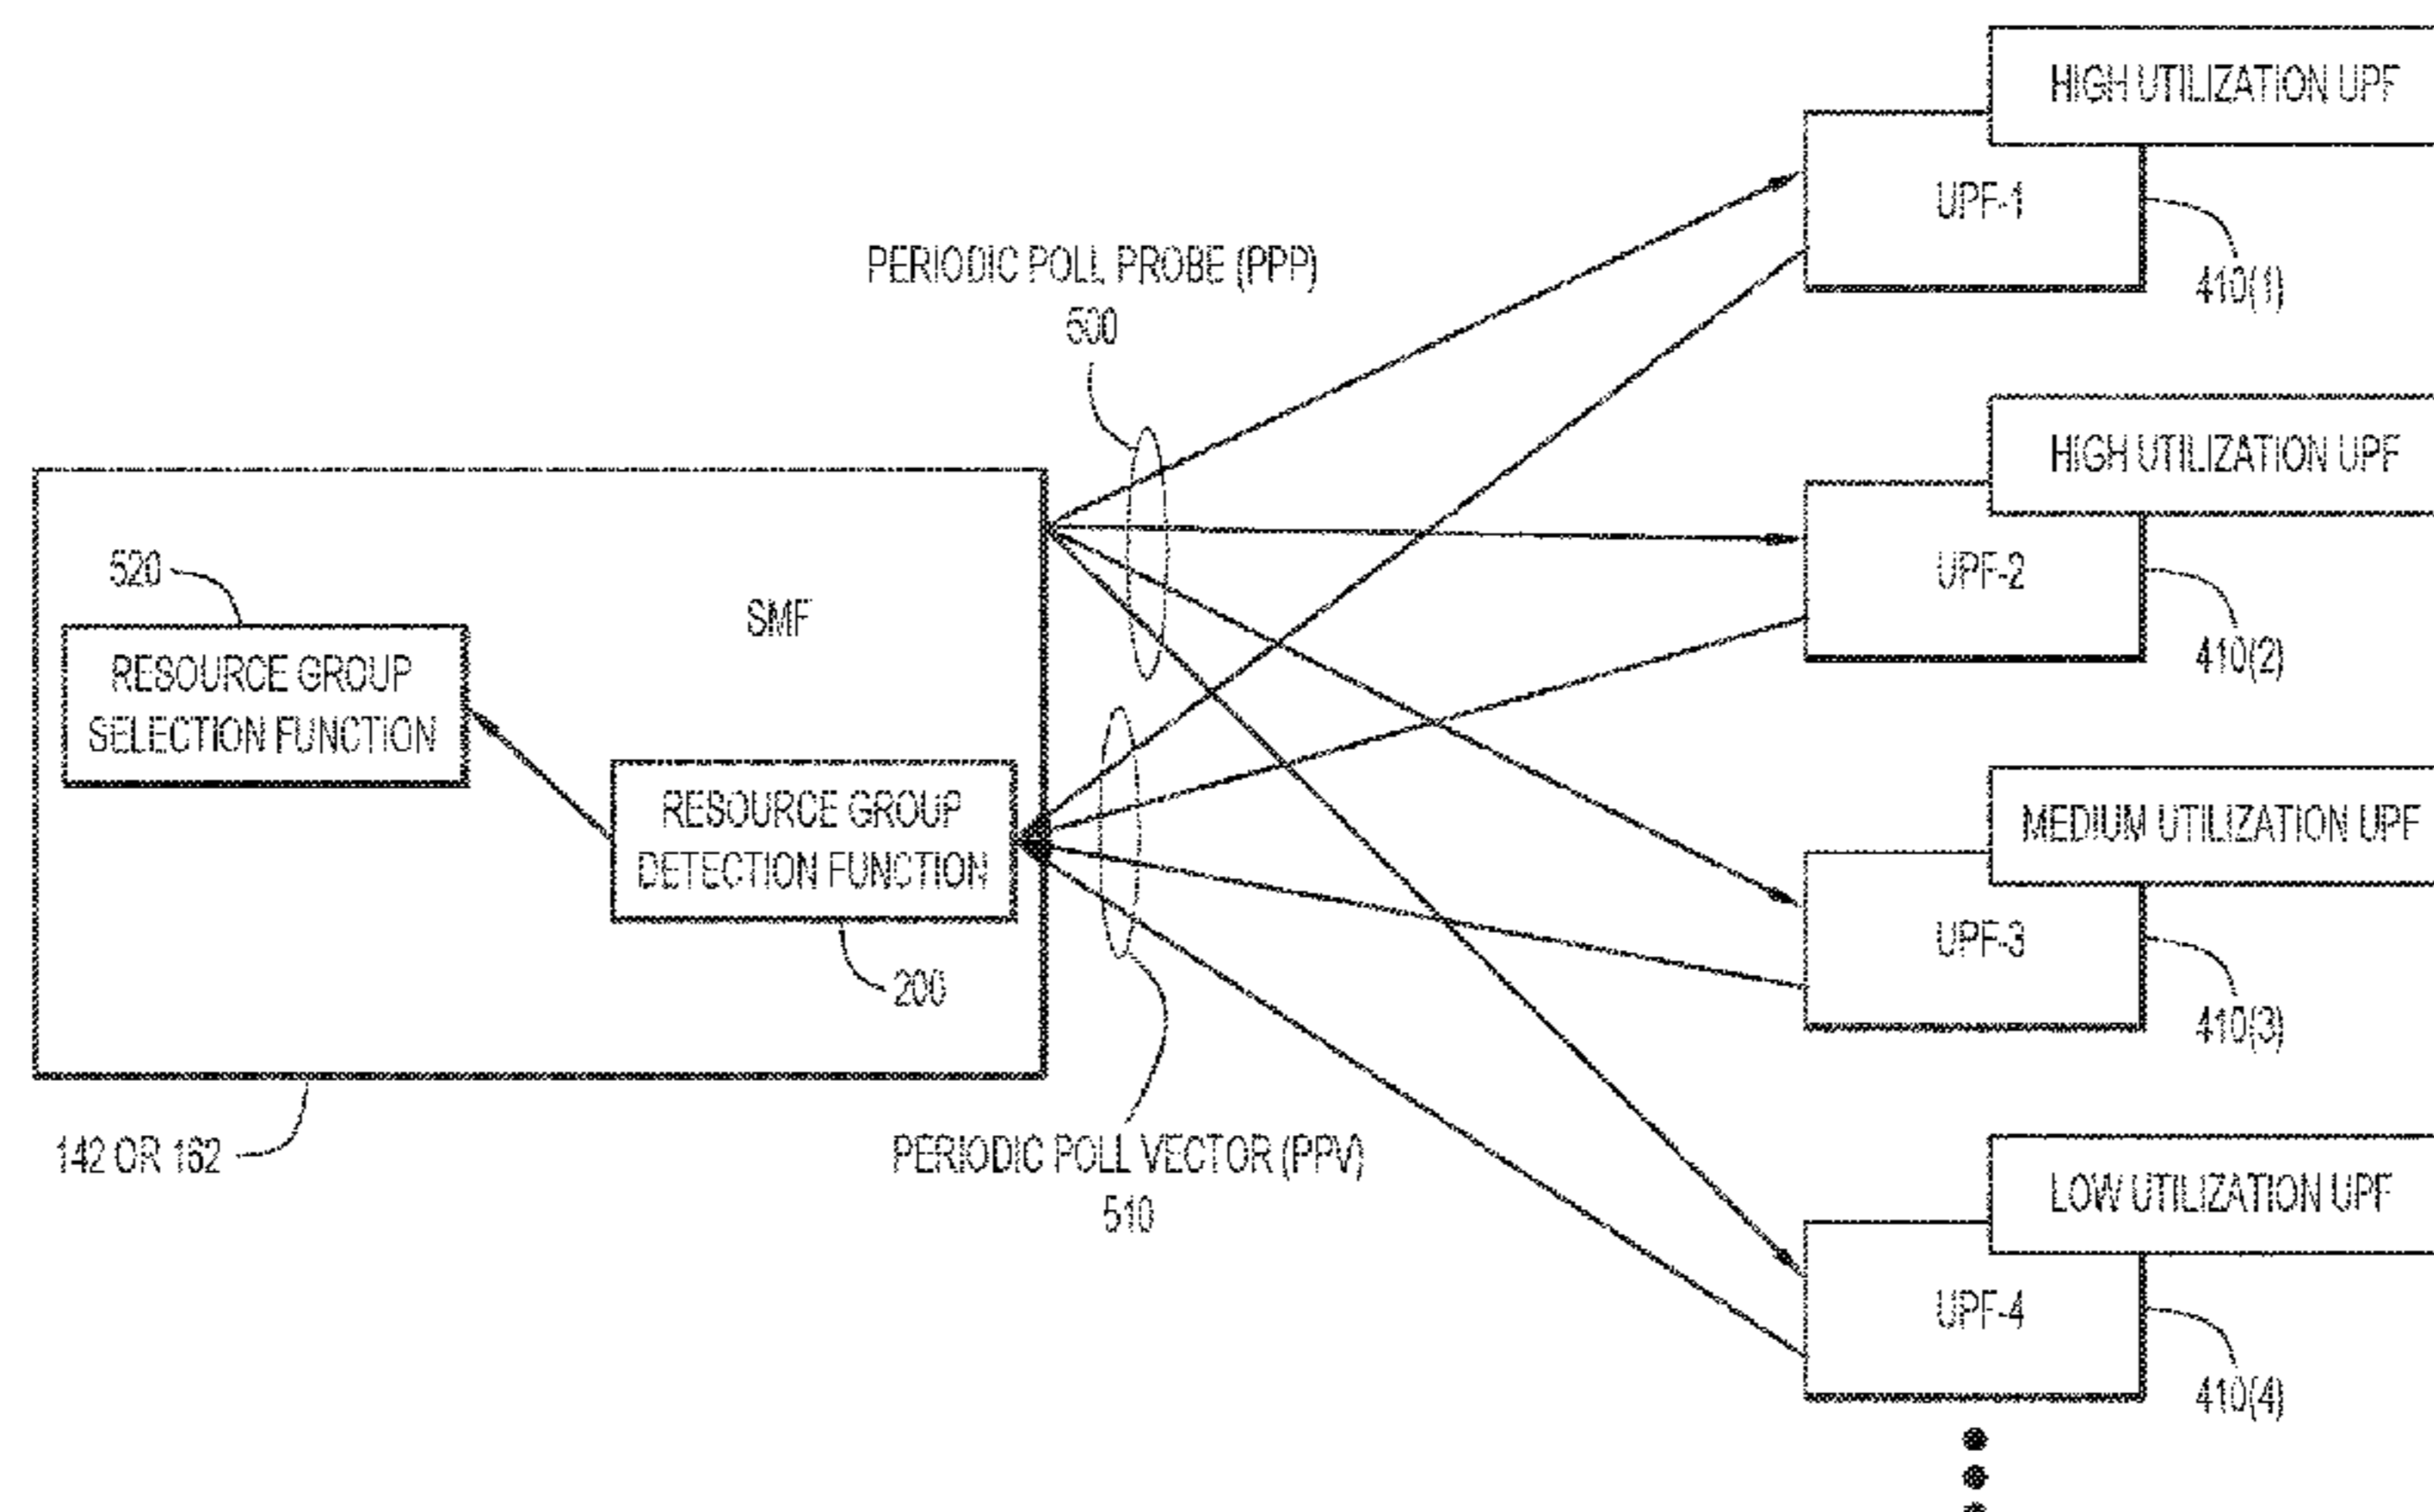 HIGH UTILIZATION UPF
UPF-1
410(1)
PERIODIC POLL PROBE (PPP)
500
HIGH UTILIZATION UPF
UPF-2
410(2)
520
SMF
RESOURCE GROUP
SELECTION FUNCTION
RESOURCE GROUP
DETECTION FUNCTION
200
MEDIUM UTILIZATION UPF
UPF-3
410(3)
142 OR 162
PERIODIC POLL VECTOR (PPV)
510
LOW UTILIZATION UPF
UPF-4
410(4)